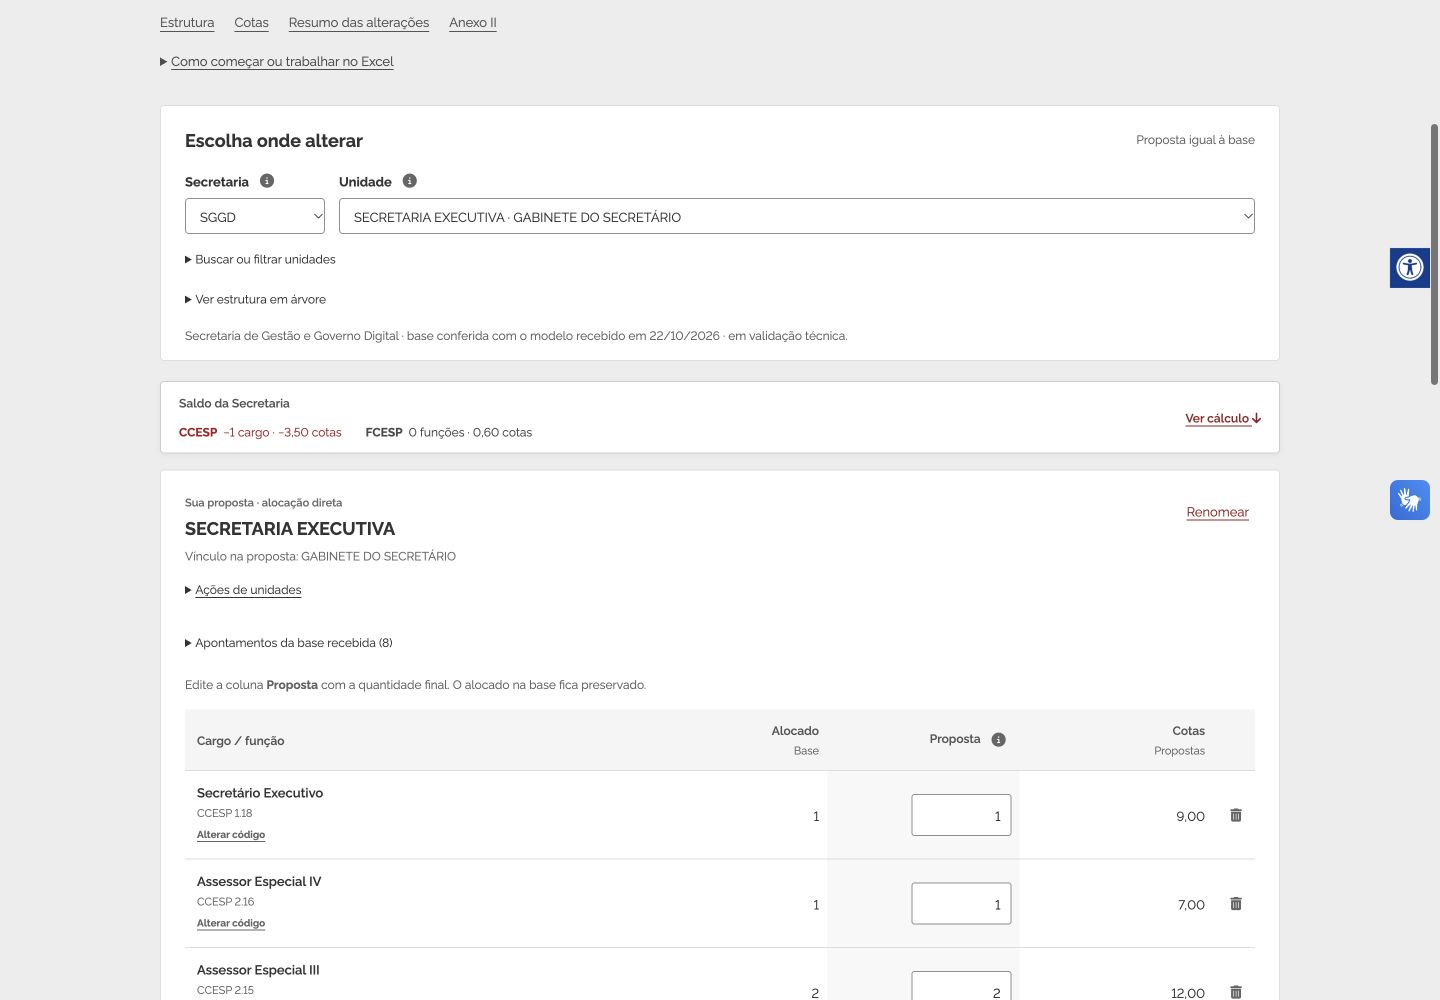 Estrutura Cotas Resumo das alterações Anexo II
Como começar ou trabalhar no Excel
Escolha onde alterar
Proposta igual à base
Secretaria Unidade
SGGD SECRETARIA EXECUTIVA · GABINETE DO SECRETÁRIO
Buscar ou filtrar unidades
Ver estrutura em árvore
Secretaria de Gestão e Governo Digital · base conferida com o modelo recebido em 22/10/2026 · em validação técnica.
Saldo da Secretaria
CCESP −1 cargo · −3,50 cotas FCESP 0 funções · 0,60 cotas
Ver cálculo
Sua proposta · alocação direta
SECRETARIA EXECUTIVA
Renomear
Vínculo na proposta: GABINETE DO SECRETÁRIO
Ações de unidades
Apontamentos da base recebida (8)
Edite a coluna Proposta com a quantidade final. O alocado na base fica preservado.
Cargo / função Alocado Base Proposta Cotas Propostas
Secretário Executivo
CCESP 1.18 1 1 9,00
Alterar código
Assessor Especial IV
CCESP 2.16 1 1 7,00
Alterar código
Assessor Especial III
CCESP 2.15 2 2 12,00